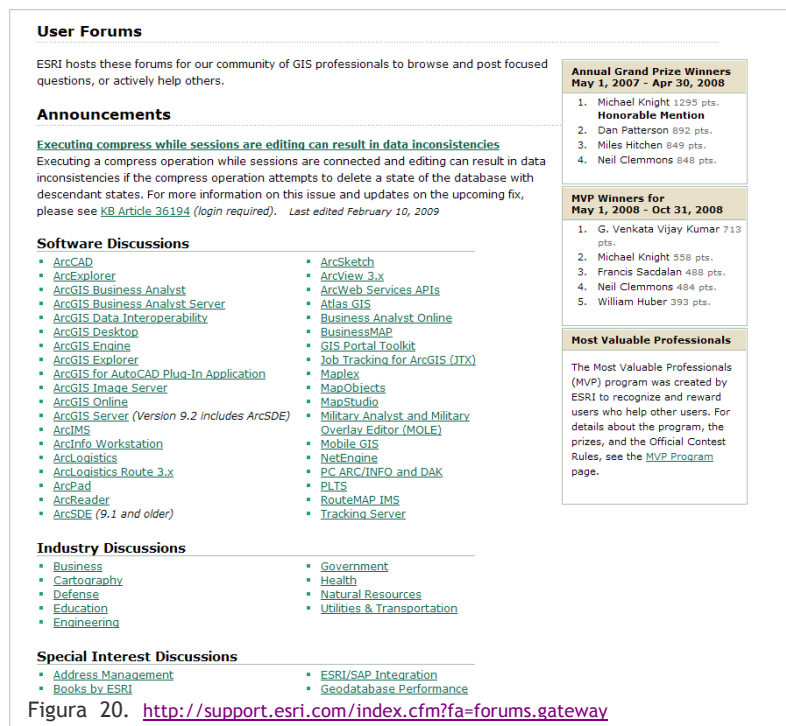 User Forums
ESRI hosts these forums for our community of GIS professionals to browse and post focused
questions, or actively help others.
Announcements
Executing compress while sessions are editing can result in data inconsistencies
Executing a compress operation while sessions are connected and editing can result in data
inconsistencies if the compress operation attempts to delete a state of the database with
descendant states. For more information on this issue and updates on the upcoming fix,
please see KB Article 36194 (login required). Last edited February 10, 2009
Software Discussions
ArcCAD
ArcExplorer
ArcGIS Business Analyst
ArcGIS Business Analyst Server
ArcGIS Data Interoperability
ArcGIS Desktop
ArcGIS Engine
ArcGIS Explorer
ArcGIS for AutoCAD Plug-In Application
ArcGIS Image Server
ArcGIS Online
ArcGIS Server (Version 9.2 includes ArcSDE)
ArcIMS
ArcInfo Workstation
ArcLogistics
ArcLogistics Route 3.x
ArcPad
ArcReader
ArcSDE (9.1 and older)
ArcSketch
ArcView 3.x
ArcWeb Services APIs
Atlas GIS
Business Analyst Online
BusinessMAP
GIS Portal Toolkit
Job Tracking for ArcGIS (JTX)
Maplex
MapObjects
MapStudio
Military Analyst and Military
Overlay Editor (MOLE)
Mobile GIS
NetEngine
PC ARC/INFO and DAK
PLTS
RouteMAP IMS
Tracking Server
Industry Discussions
Business
Cartography
Defense
Education
Engineering
Government
Health
Natural Resources
Utilities & Transportation
Special Interest Discussions
Address Management
Books by ESRI
ESRI/SAP Integration
Geodatabase Performance
Annual Grand Prize Winners
May 1, 2007 - Apr 30, 2008
1. Michael Knight 1295 pts.
Honorable Mention
2. Dan Patterson 892 pts.
3. Miles Hitchen 849 pts.
4. Neil Clemmons 848 pts.
MVP Winners for
May 1, 2008 - Oct 31, 2008
1. G. Venkata Vijay Kumar 713
pts.
2. Michael Knight 558 pts.
3. Francis Sacdalan 488 pts.
4. Neil Clemmons 484 pts.
5. William Huber 393 pts.
Most Valuable Professionals
The Most Valuable Professionals
(MVP) program was created by
ESRI to recognize and reward
users who help other users. For
details about the program, the
prizes, and the Official Contest
Rules, see the MVP Program
page.
Figura 20. http://support.esri.com/index.cfm?fa=forums.gateway